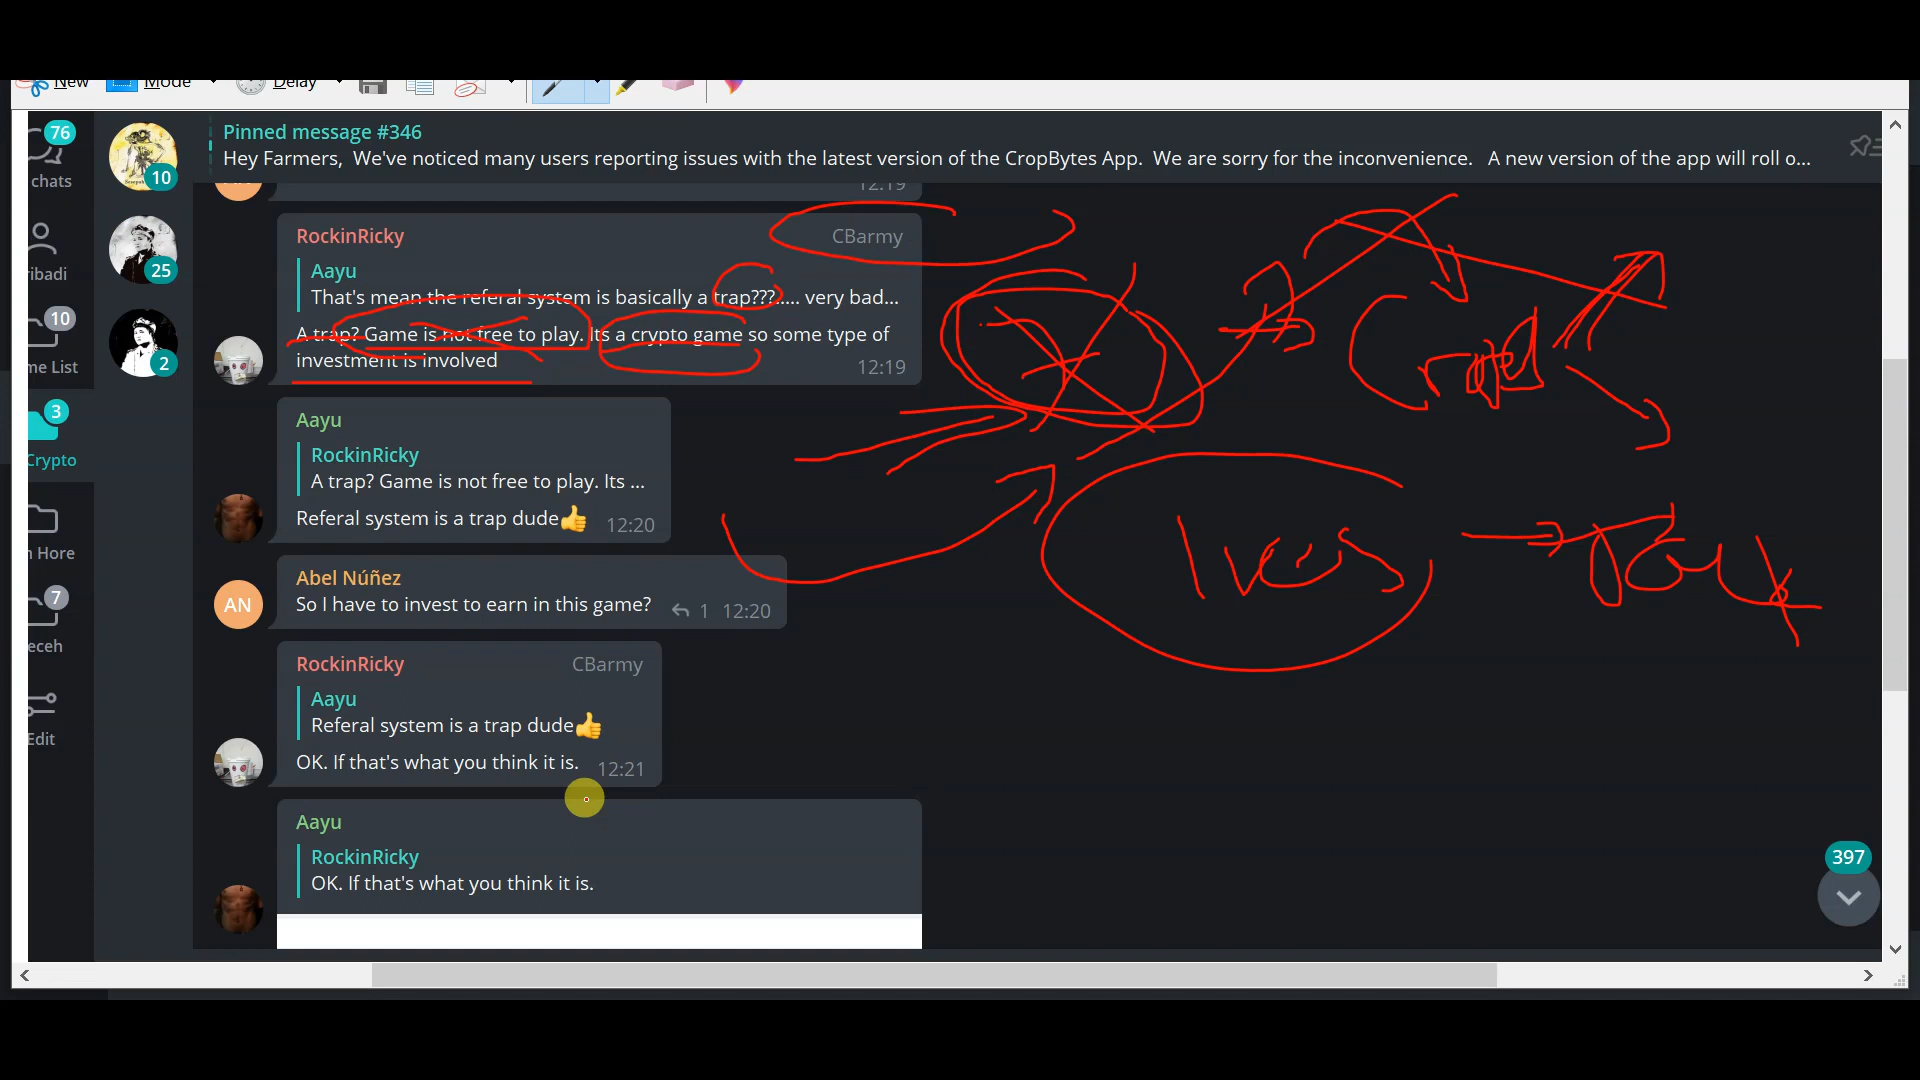 New Mode Delay
76
chats
10
ribadi
25
10
me List
2
3
Crypto
n Hore
7
eceh
Edit
Pinned message #346
Hey Farmers, We've noticed many users reporting issues with the latest version of the CropBytes App. We are sorry for the inconvenience. A new version of the app will roll o...
12:19
RockinRicky CBarmy
Aayu
That's mean the referal system is basically a trap???..... very bad...
A trap? Game is not free to play. Its a crypto game so some type of
investment is involved
12:19
Aayu
RockinRicky
A trap? Game is not free to play. Its ...
Referal system is a trap dude👍 12:20
AN
Abel Núñez
So I have to invest to earn in this game? 1 12:20
RockinRicky CBarmy
Aayu
Referal system is a trap dude👍
OK. If that's what you think it is. 12:21
Aayu
RockinRicky
OK. If that's what you think it is.
397